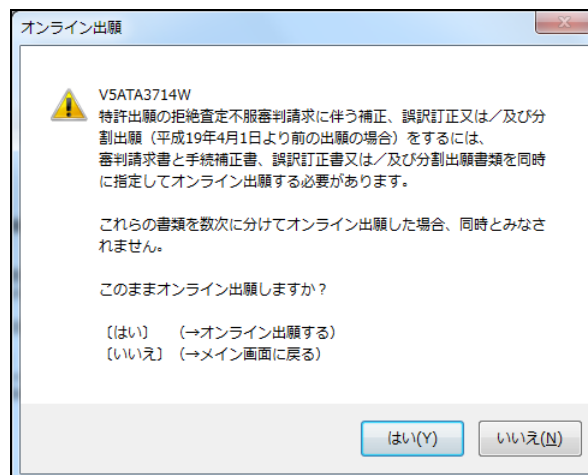 オンライン出願
V5ATA3714W
特許出願の拒絶査定不服審判請求に伴う補正、誤訳訂正又は／及び分
割出願（平成19年4月1日より前の出願の場合）をするには、
審判請求書と手続補正書、誤訳訂正書又は／及び分割出願書類を同時
に指定してオンライン出願する必要があります。
これらの書類を数次に分けてオンライン出願した場合、同時とみなさ
れません。
このままオンライン出願しますか？
〔はい〕　（→オンライン出願する）
〔いいえ〕（→メイン画面に戻る）
はい(Y)　いいえ(N)